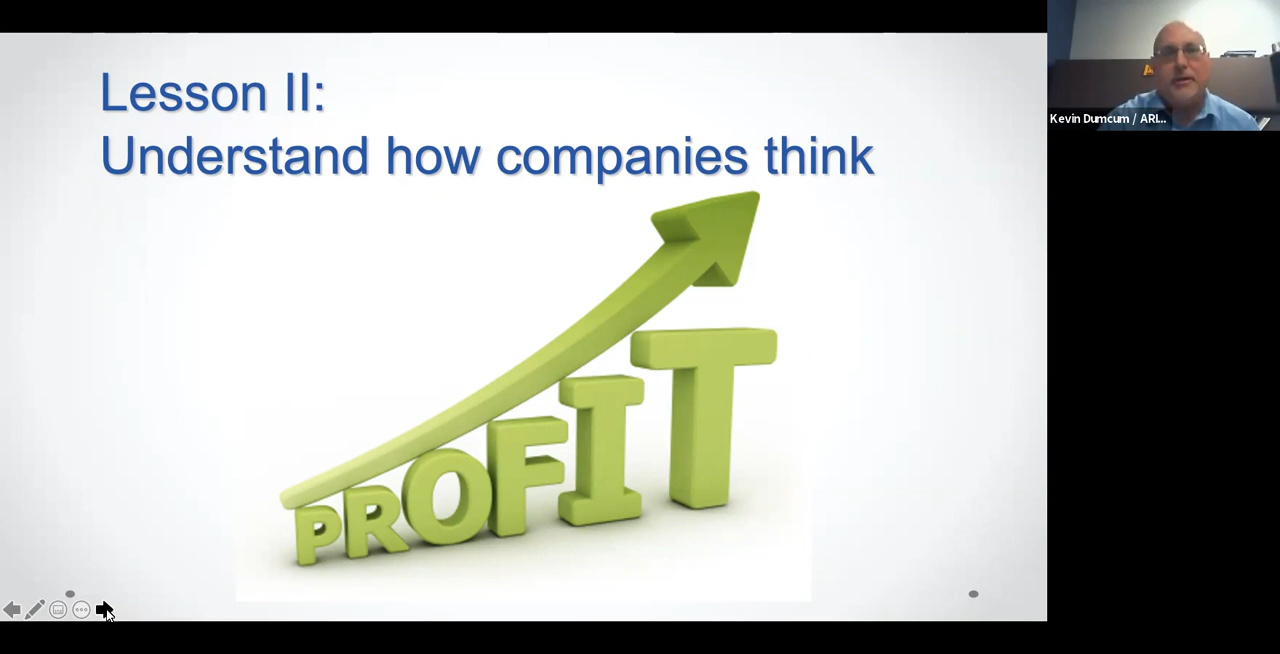 Lesson II:
Understand how companies think
PROFIT
Kevin Dumcum / ARI...